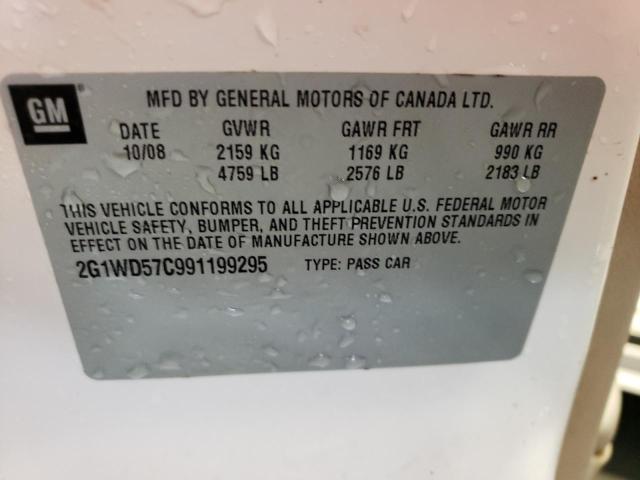 GM ®
MFD BY GENERAL MOTORS OF CANADA LTD.
DATE GVWR GAWR FRT GAWR RR
10/08 2159 KG 1169 KG 990 KG
4759 LB 2576 LB 2183 LB
THIS VEHICLE CONFORMS TO ALL APPLICABLE U.S. FEDERAL MOTOR
VEHICLE SAFETY, BUMPER, AND THEFT PREVENTION STANDARDS IN
EFFECT ON THE DATE OF MANUFACTURE SHOWN ABOVE.
2G1WD57C991199295 TYPE: PASS CAR